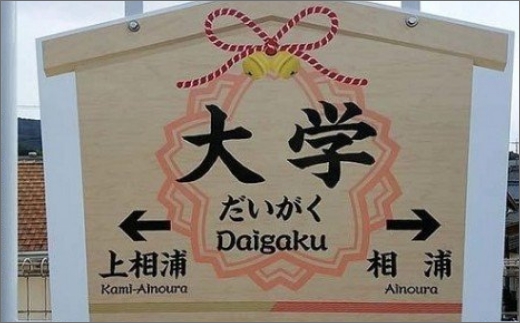 大学
だいがく
Daigaku
上相浦 相浦
Kami-Ainoura Ainoura